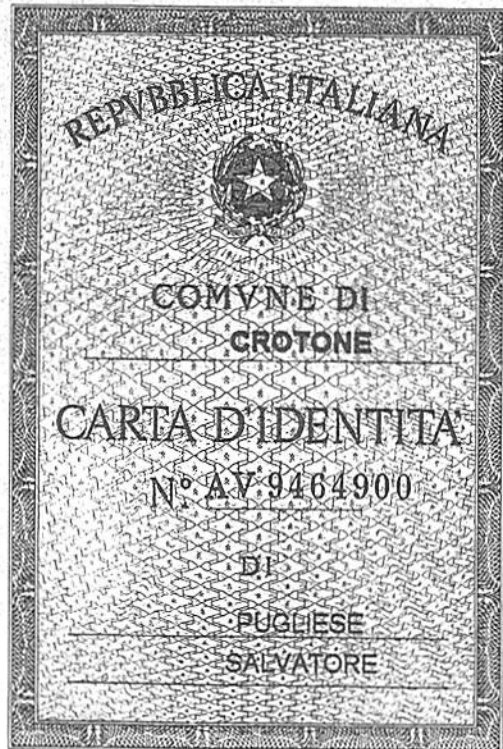 REPVBBLICA ITALIANA
COMVNE DI
CROTONE
CARTA D'IDENTITA'
N° AV 9464900
DI
PUGLIESE
SALVATORE